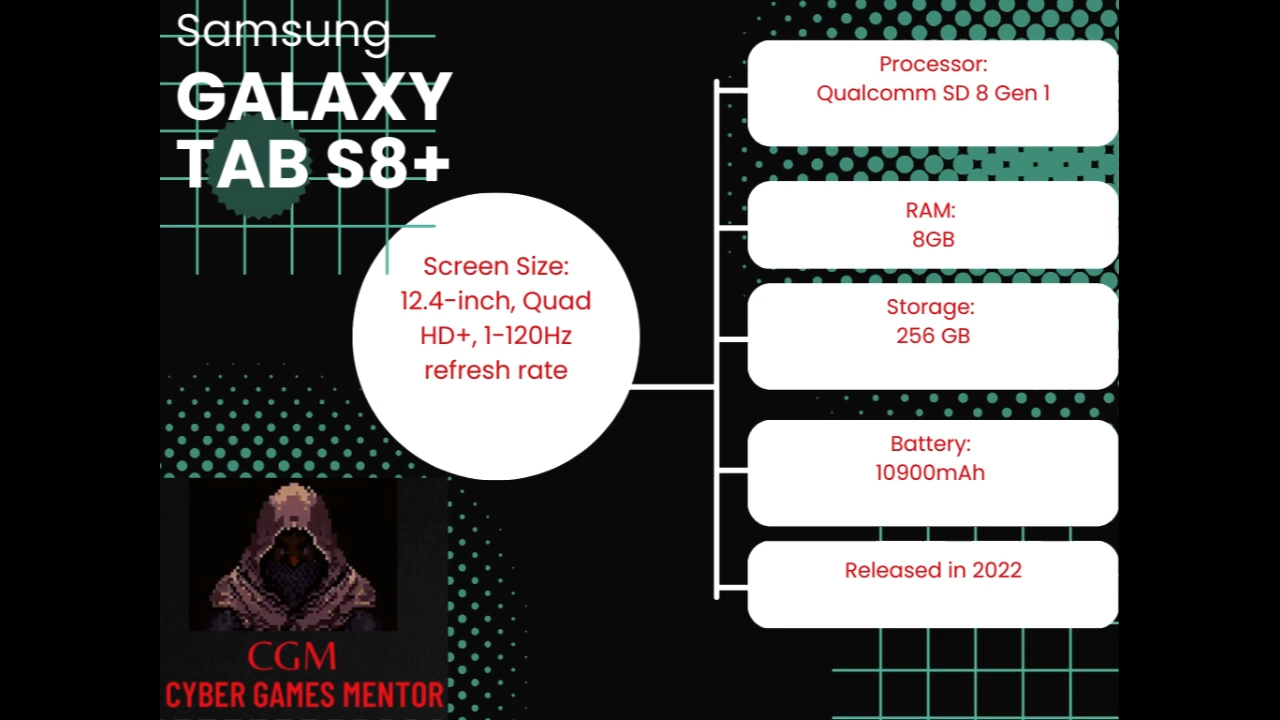 Samsung
GALAXY
TAB S8+
Screen Size:
12.4-inch, Quad
HD+, 1-120Hz
refresh rate
Processor:
Qualcomm SD 8 Gen 1
RAM:
8GB
Storage:
256 GB
Battery:
10900mAh
Released in 2022
CGM
CYBER GAMES MENTOR